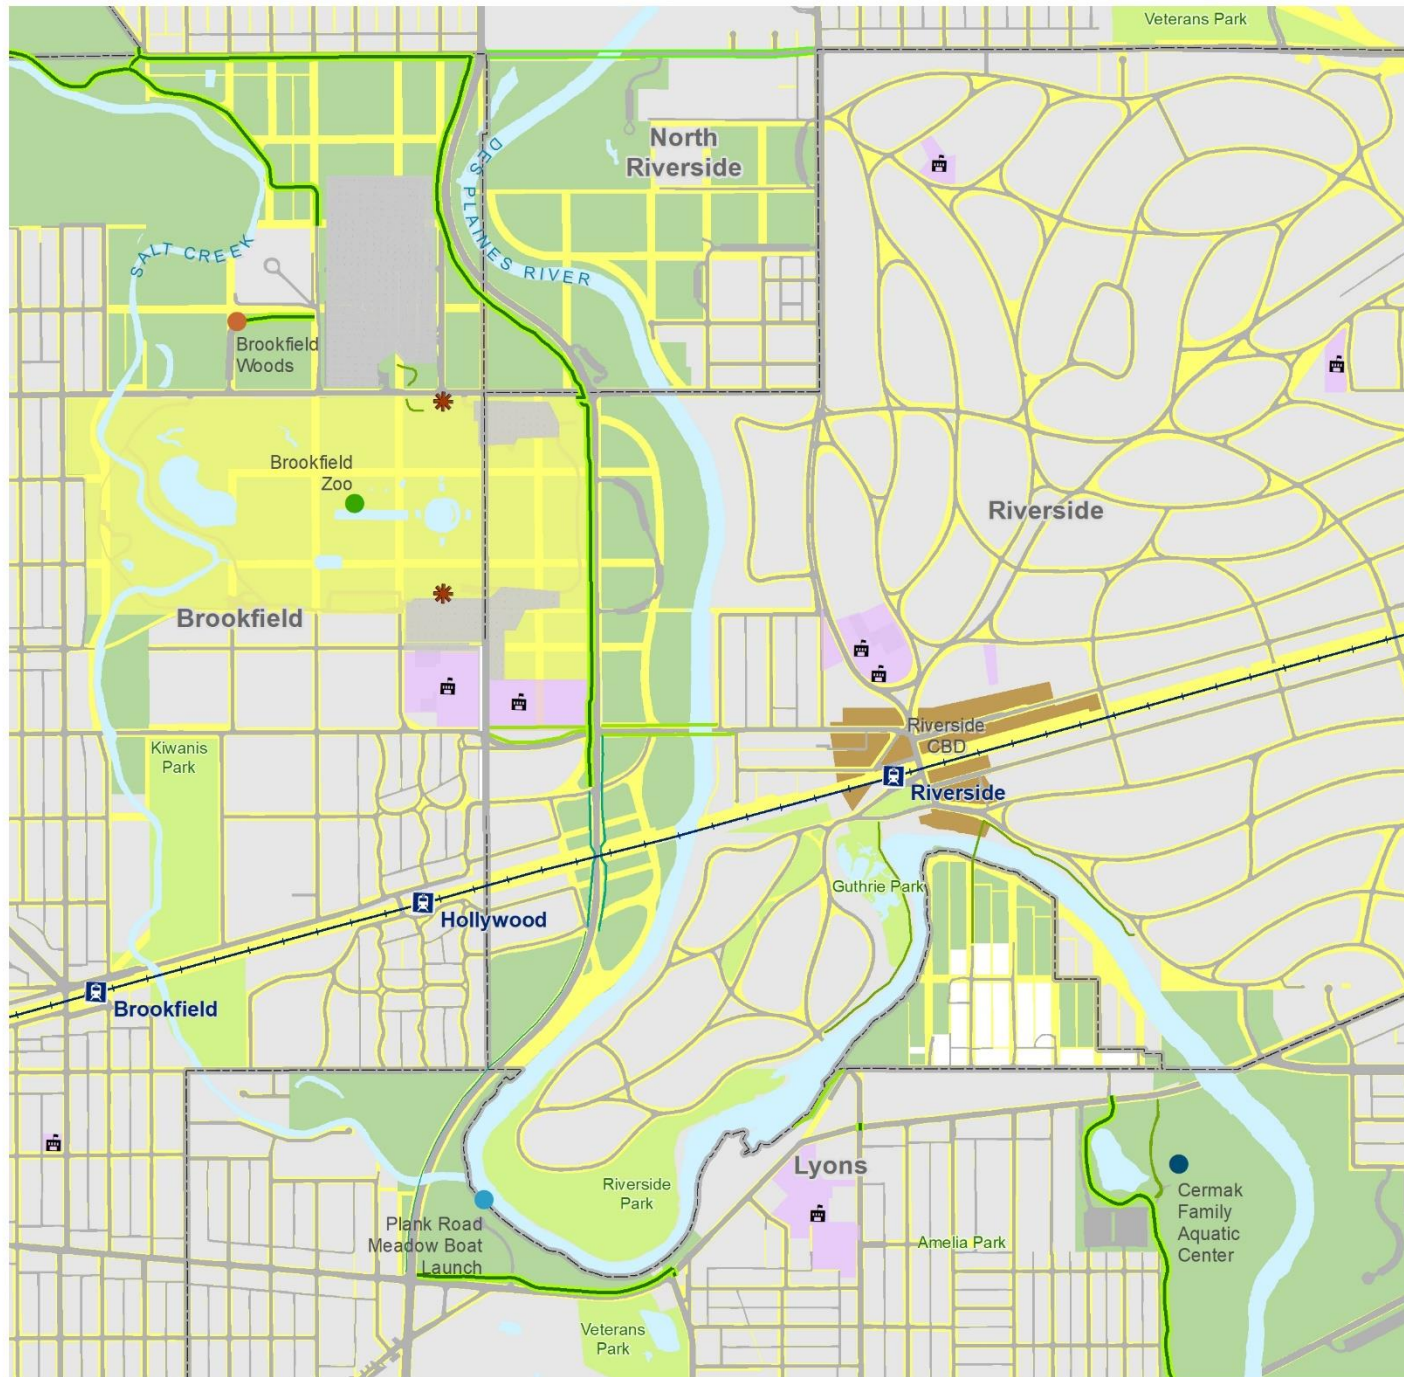 Veterans Park
North
Riverside
DES PLAINES RIVER
SALT CREEK
Brookfield
Woods
Brookfield
Zoo
Riverside
Brookfield
Riverside
CBD
Kiwanis
Park
Riverside
Guthrie Park
Hollywood
Brookfield
Lyons
Riverside
Park
Cermak
Family
Aquatic
Center
Plank Road
Meadow Boat
Launch
Amelia Park
Veterans
Park